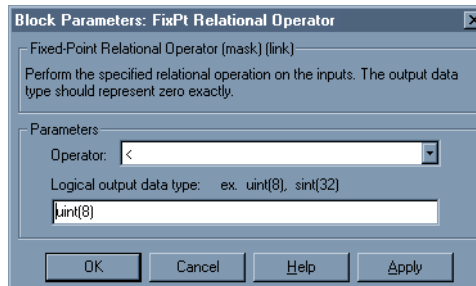 Block Parameters: FixPt Relational Operator
Fixed-Point Relational Operator (mask) (link)
Perform the specified relational operation on the inputs. The output data
type should represent zero exactly.
Parameters
Operator: <
Logical output data type: ex. uint(8), sint(32)
uint(8)
OK Cancel Help Apply